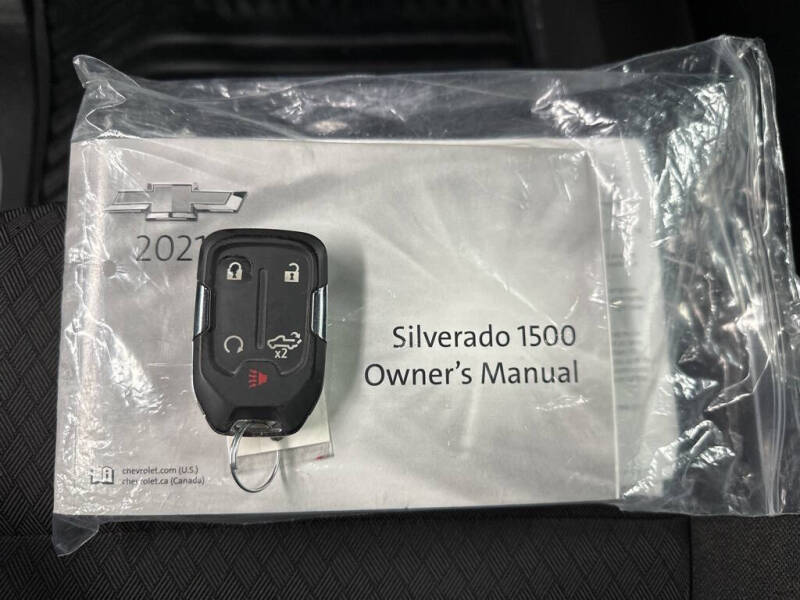 2021
x2
Silverado 1500
Owner's Manual
chevrolet.com (U.S.)
chevrolet.ca (Canada)